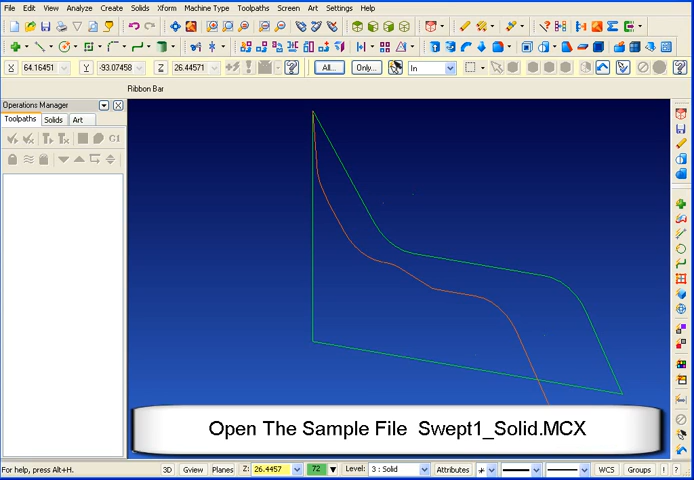 File Edit View Analyze Create Solids Xform Machine Type Toolpaths Screen Art Settings Help
X 64.16451 Y -93.07458 Z 26.44571 All... Only... In
Ribbon Bar
Operations Manager
Toolpaths Solids Art
G1
Open The Sample File Swept1_Solid.MCX
For help, press Alt+H. 3D Gview Planes Z: 26.4457 72 Level: 3 : Solid Attributes WCS Groups